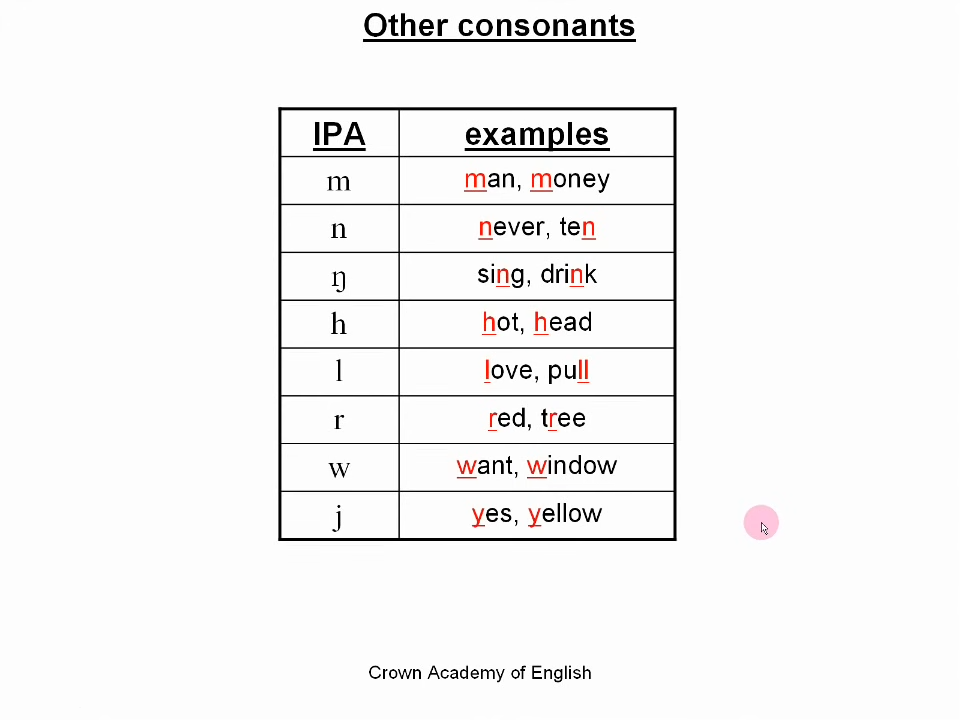 Other consonants
IPA examples
m man, money
n never, ten
ŋ sing, drink
h hot, head
l love, pull
r red, tree
w want, window
j yes, yellow
Crown Academy of English